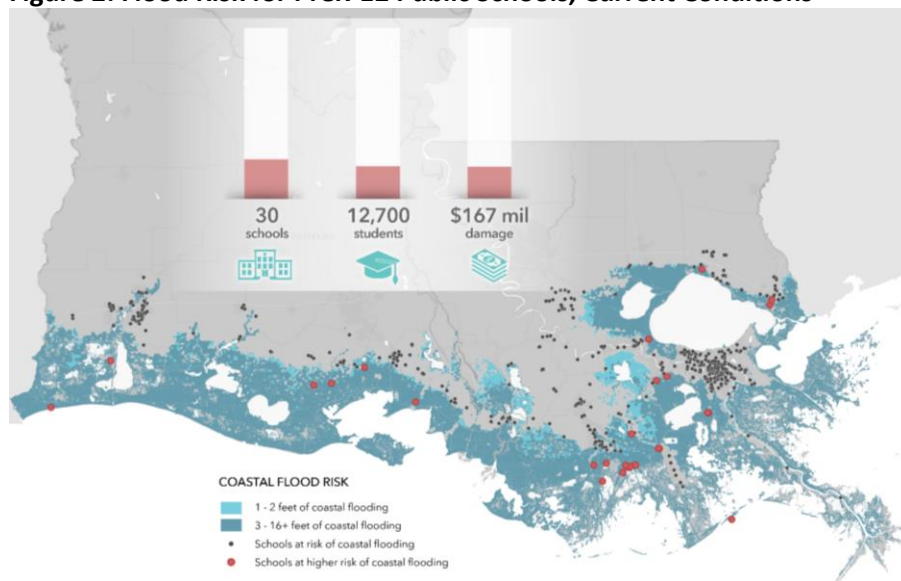 30
schools
12,700
students
$167 mil
damage
COASTAL FLOOD RISK
1 - 2 feet of coastal flooding
3 - 16+ feet of coastal flooding
Schools at risk of coastal flooding
Schools at higher risk of coastal flooding